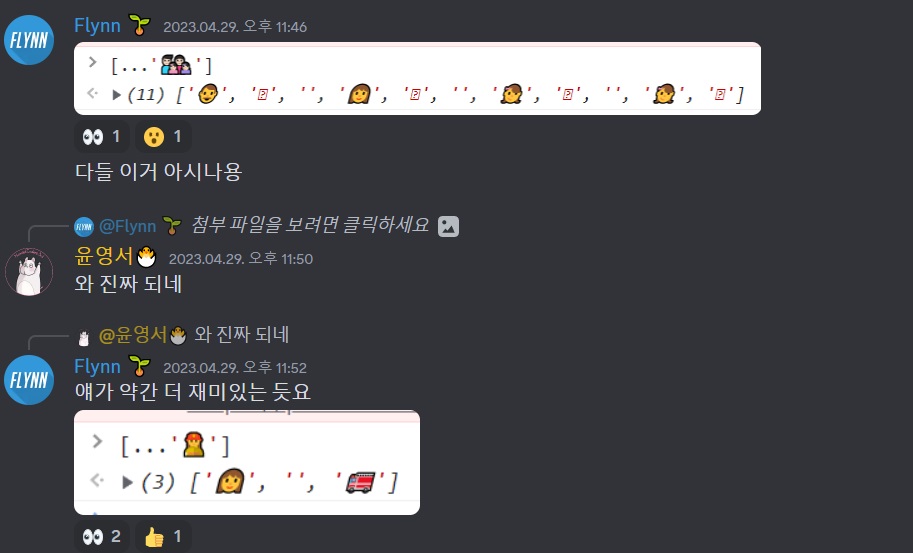 FLYNN
Flynn 🌱 2023.04.29. 오후 11:46
> [...'👨‍👩‍👧‍👦']
<· ▶(11) ['👨', '🏻', '', '👩', '🏻', '', '👦', '🏻', '', '👦', '🏻']
👀 1 😮 1
다들 이거 아시나용
FLYNN @Flynn 🌱 첨부 파일을 보려면 클릭하세요
윤영서🐣 2023.04.29. 오후 11:50
와 진짜 되네
@윤영서🐣 와 진짜 되네
FLYNN
Flynn 🌱 2023.04.29. 오후 11:52
얘가 약간 더 재미있는 듯요
> [...'👩‍🚒']
<· ▶(3) ['👩', '', '🚒']
👀 2 👍 1